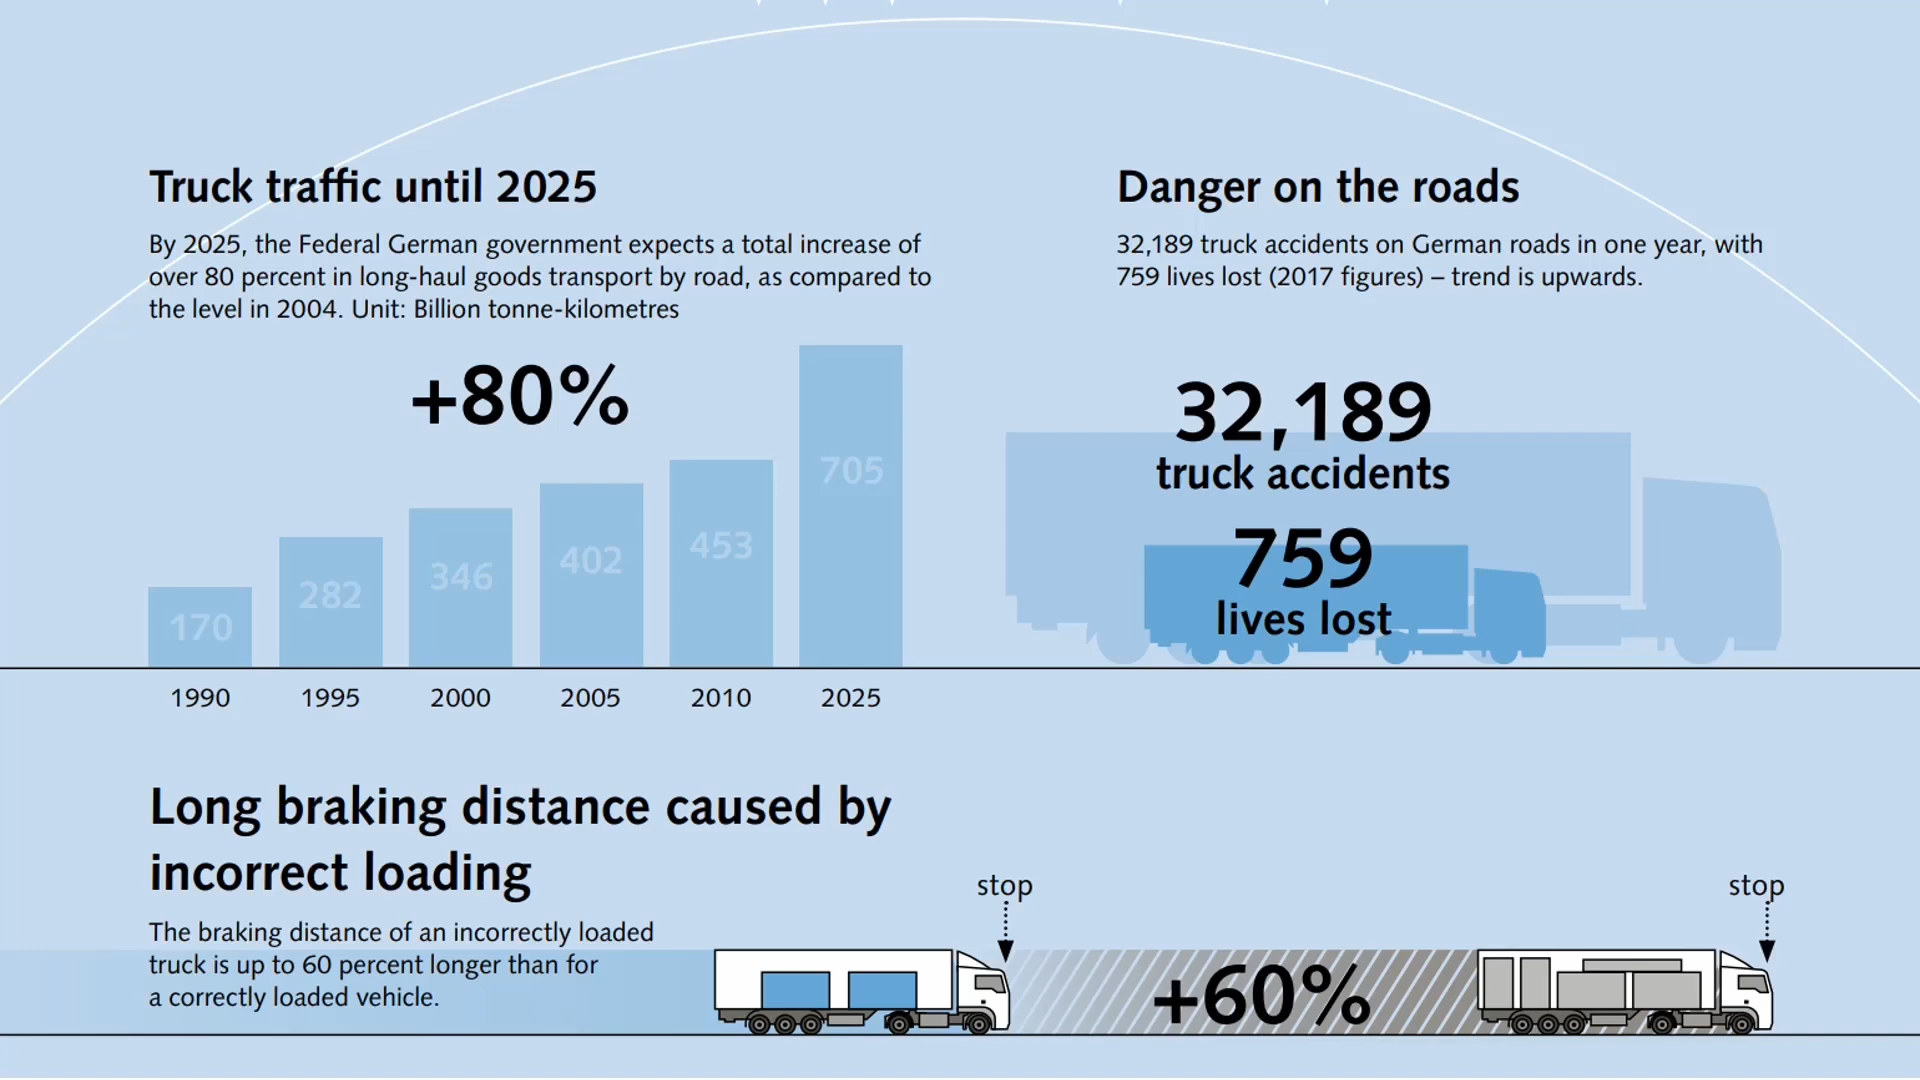 Truck traffic until 2025
By 2025, the Federal German government expects a total increase of
over 80 percent in long-haul goods transport by road, as compared to
the level in 2004. Unit: Billion tonne-kilometres
+80%
170
282
346
402
453
705
1990
1995
2000
2005
2010
2025
Danger on the roads
32,189 truck accidents on German roads in one year, with
759 lives lost (2017 figures) – trend is upwards.
32,189
truck accidents
759
lives lost
Long braking distance caused by
incorrect loading
The braking distance of an incorrectly loaded
truck is up to 60 percent longer than for
a correctly loaded vehicle.
stop
+60%
stop